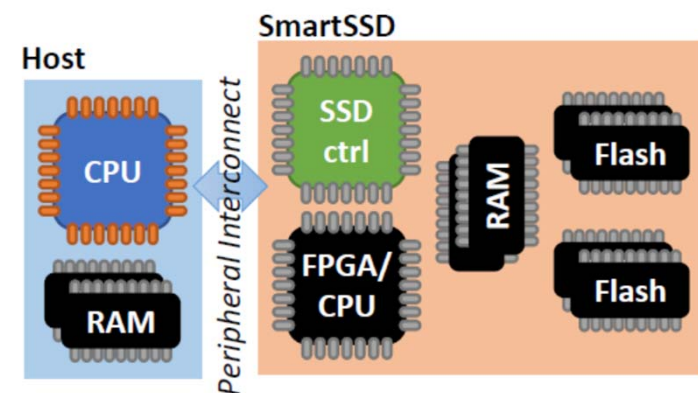 SmartSSD
Host
Peripheral Interconnect
CPU
RAM
SSD
ctrl
FPGA/
CPU
RAM
Flash
Flash